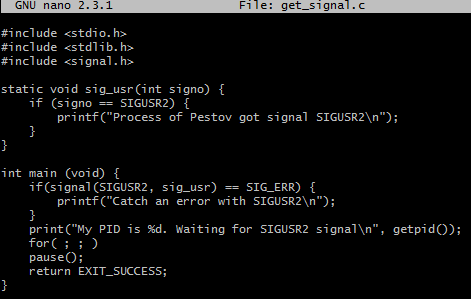 GNU nano 2.3.1 File: get_signal.c
#include <stdio.h>
#include <stdlib.h>
#include <signal.h>
static void sig_usr(int signo) {
if (signo == SIGUSR2) {
printf("Process of Pestov got signal SIGUSR2\n");
}
}
int main (void) {
if(signal(SIGUSR2, sig_usr) == SIG_ERR) {
printf("Catch an error with SIGUSR2\n");
}
print("My PID is %d. Waiting for SIGUSR2 signal\n", getpid());
for( ; ; )
pause();
return EXIT_SUCCESS;
}